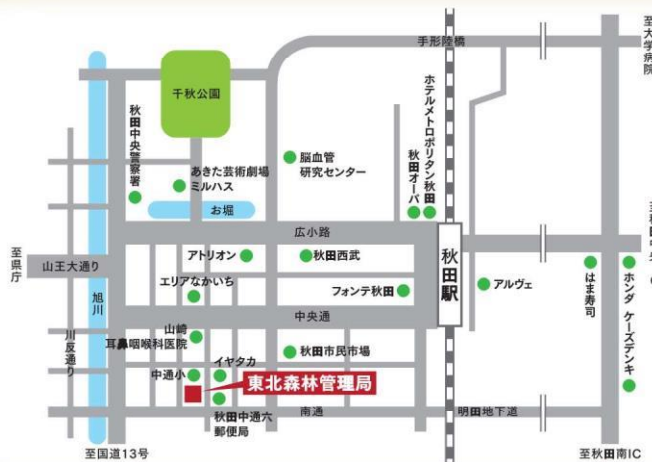 至大学病院
手形陸橋
千秋公園
秋田中央警察署
あきた芸術劇場
ミルハス
脳血管
研究センター
秋田オーパ
ホテルメトロポリタン秋田
お堀
広小路
至県庁
山王大通り
アトリオン
秋田西武
秋田駅
エリアなかいち
フォンテ秋田
アルヴェ
はま寿司
ホンダ ケーズデンキ
旭川
川反通り
中央通
山崎
耳鼻咽喉科医院
秋田市民市場
中通小
イヤタカ
東北森林管理局
秋田中通六
郵便局
南通
明田地下道
至国道13号
至秋田南IC